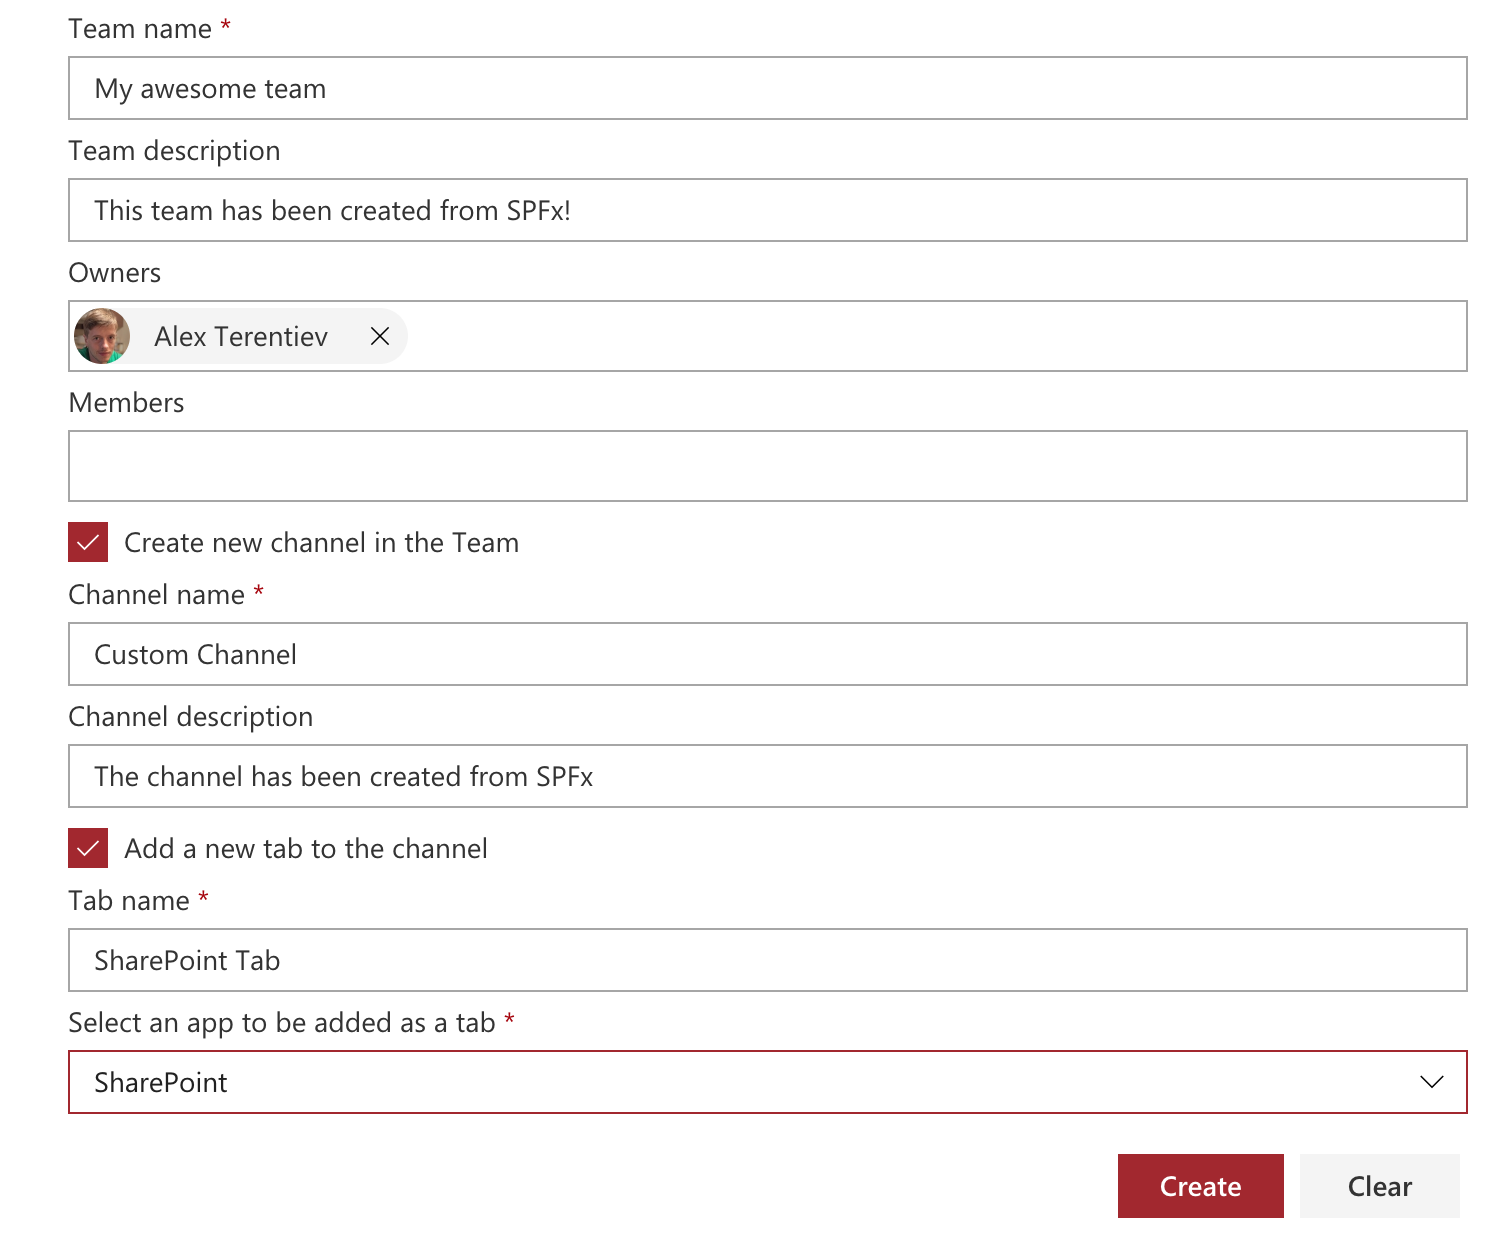 Team name *
My awesome team
Team description
This team has been created from SPFx!
Owners
Alex Terentiev
Members
Create new channel in the Team
Channel name *
Custom Channel
Channel description
The channel has been created from SPFx
Add a new tab to the channel
Tab name *
SharePoint Tab
Select an app to be added as a tab *
SharePoint
Create Clear